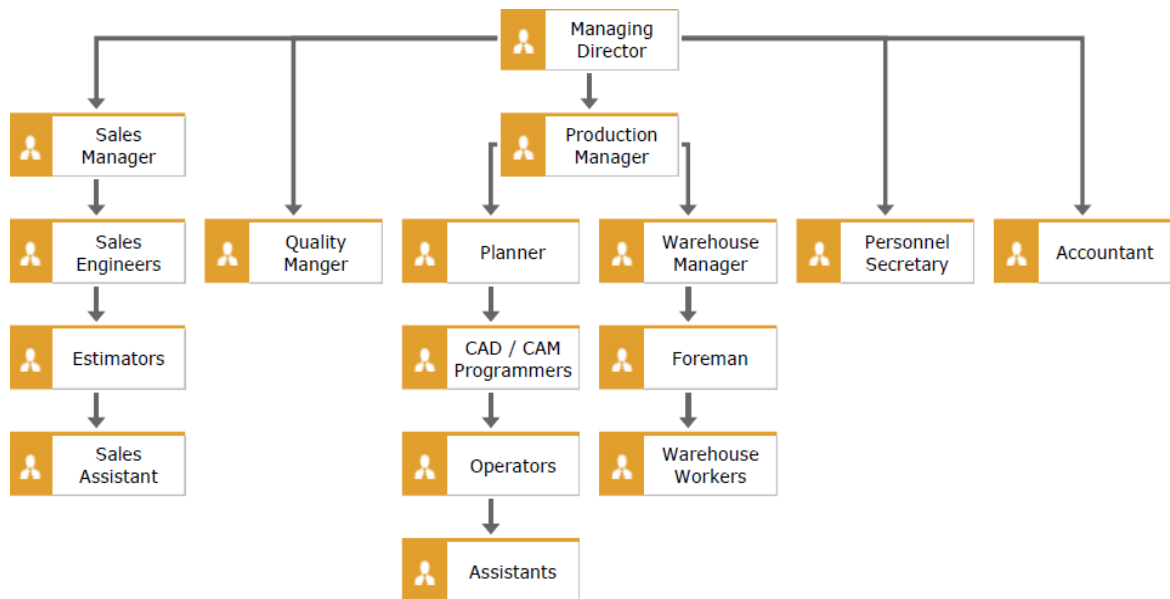 Managing
Director
Sales
Manager
Production
Manager
Sales
Engineers
Quality
Manger
Planner
Warehouse
Manager
Personnel
Secretary
Accountant
Estimators
CAD / CAM
Programmers
Foreman
Sales
Assistant
Operators
Warehouse
Workers
Assistants